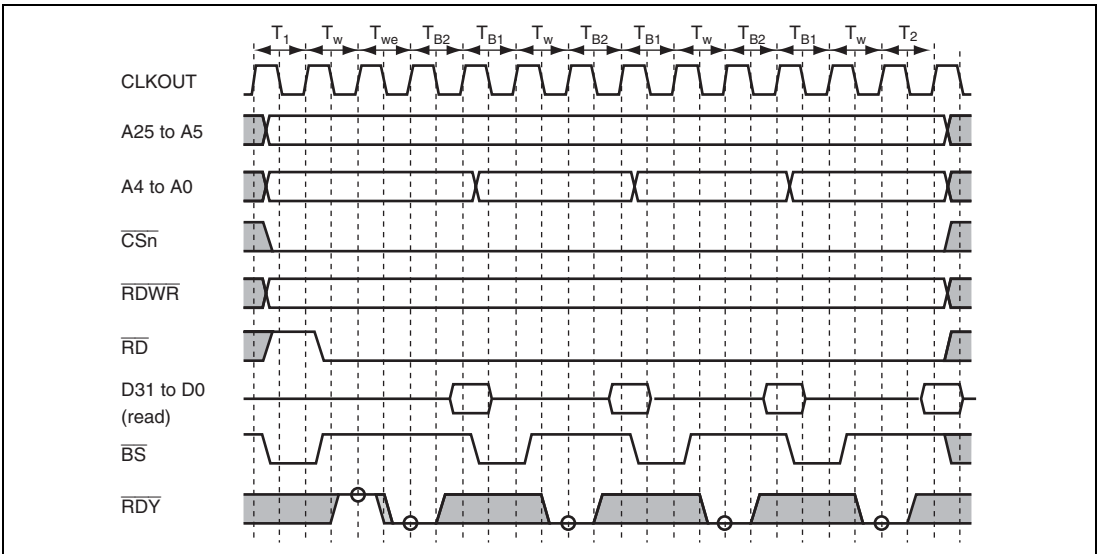 T1 Tw Twe TB2 TB1 Tw TB2 TB1 Tw TB2 TB1 Tw T2
CLKOUT
A25 to A5
A4 to A0
CSn
RDWR
RD
D31 to D0
(read)
BS
RDY